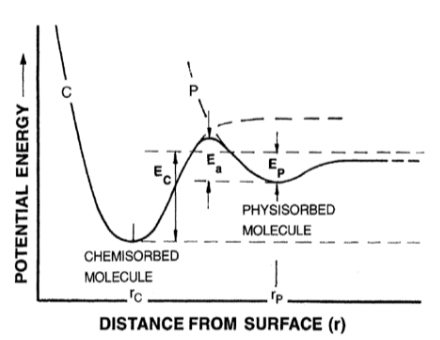 C
P
E_C
E_a
E_P
PHYSISORBED
MOLECULE
CHEMISORBED
MOLECULE
r_C
r_P
POTENTIAL ENERGY
DISTANCE FROM SURFACE (r)